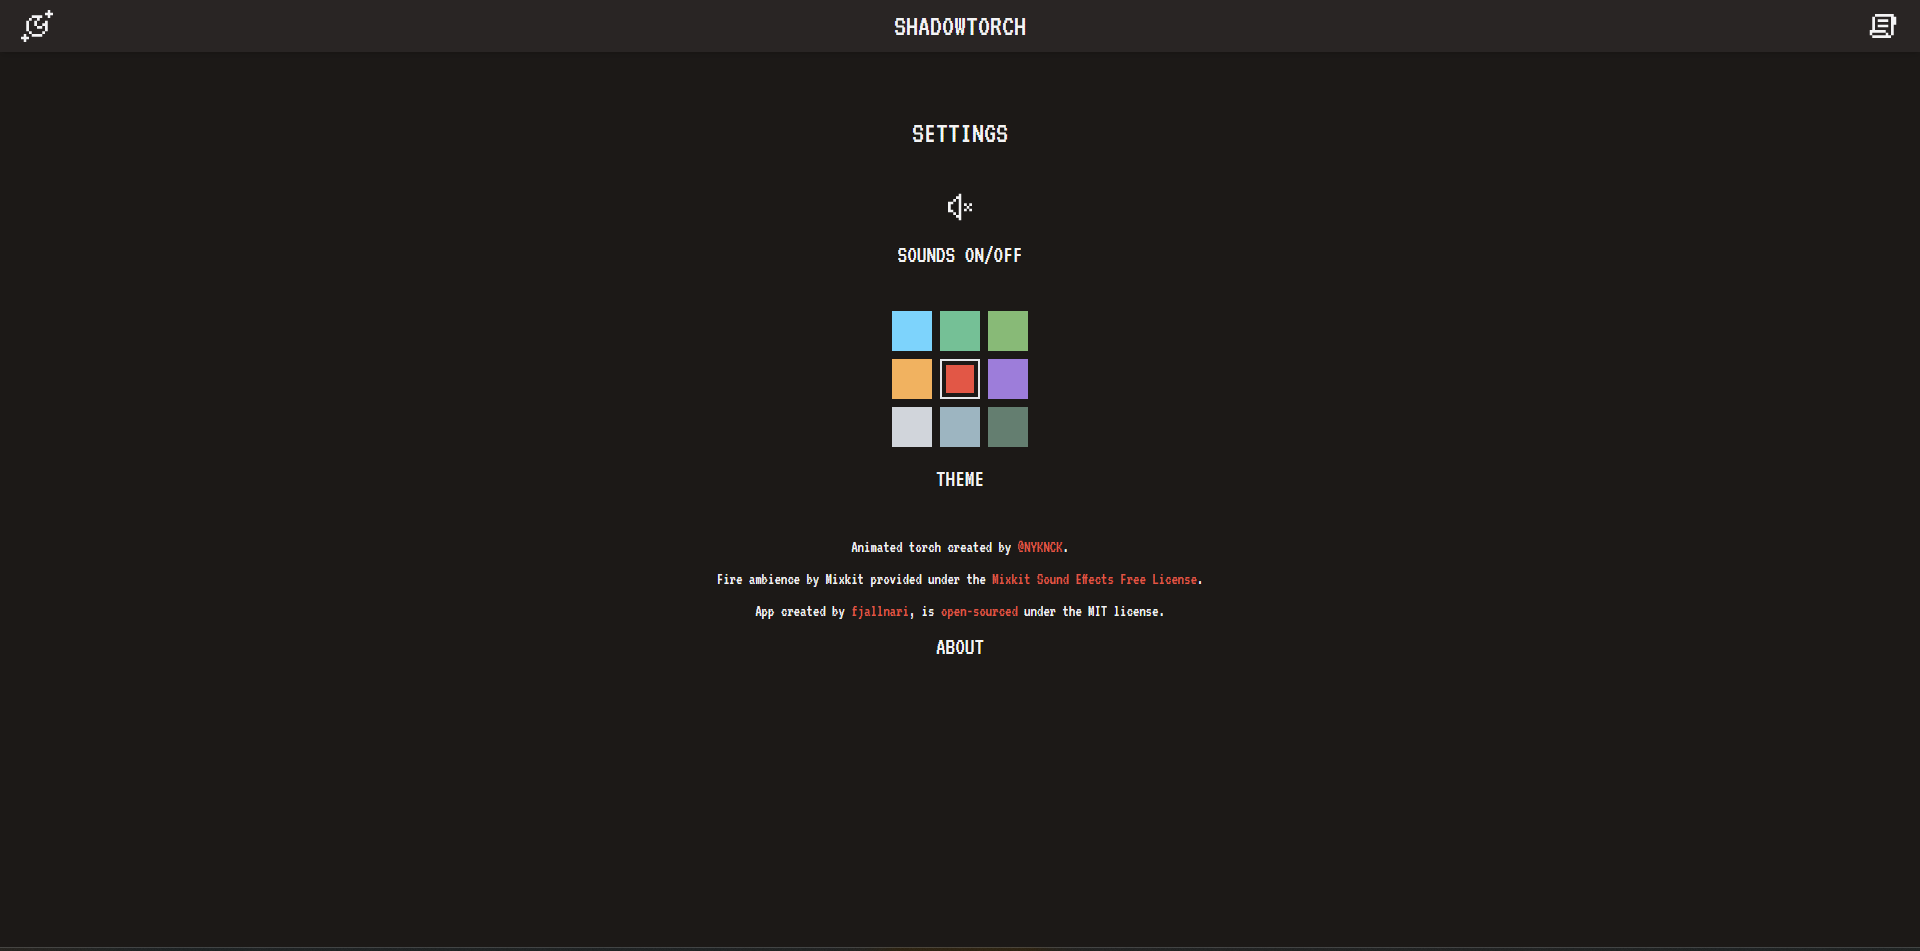 SHADOWTORCH
SETTINGS
SOUNDS ON/OFF
THEME
Animated torch created by @NYKNCK.
Fire ambience by Mixkit provided under the Mixkit Sound Effects Free License.
App created by fjallnari, is open-sourced under the MIT license.
ABOUT